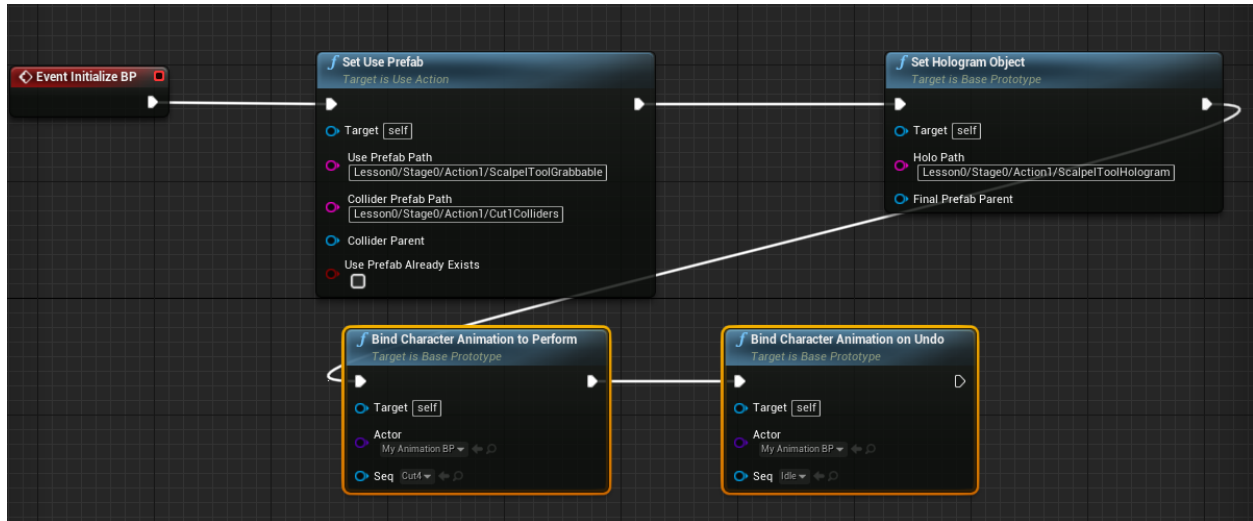 Event Initialize BP
Set Use Prefab
Target is Use Action
Target self
Use Prefab Path
Lesson0/Stage0/Action1/ScalpelToolGrabbable
Collider Prefab Path
Lesson0/Stage0/Action1/Cut1Colliders
Collider Parent
Use Prefab Already Exists
Set Hologram Object
Target is Base Prototype
Target self
Holo Path
Lesson0/Stage0/Action1/ScalpelToolHologram
Final Prefab Parent
Bind Character Animation to Perform
Target is Base Prototype
Target self
Actor
My Animation BP
Seq Cut4
Bind Character Animation on Undo
Target is Base Prototype
Target self
Actor
My Animation BP
Seq Idle